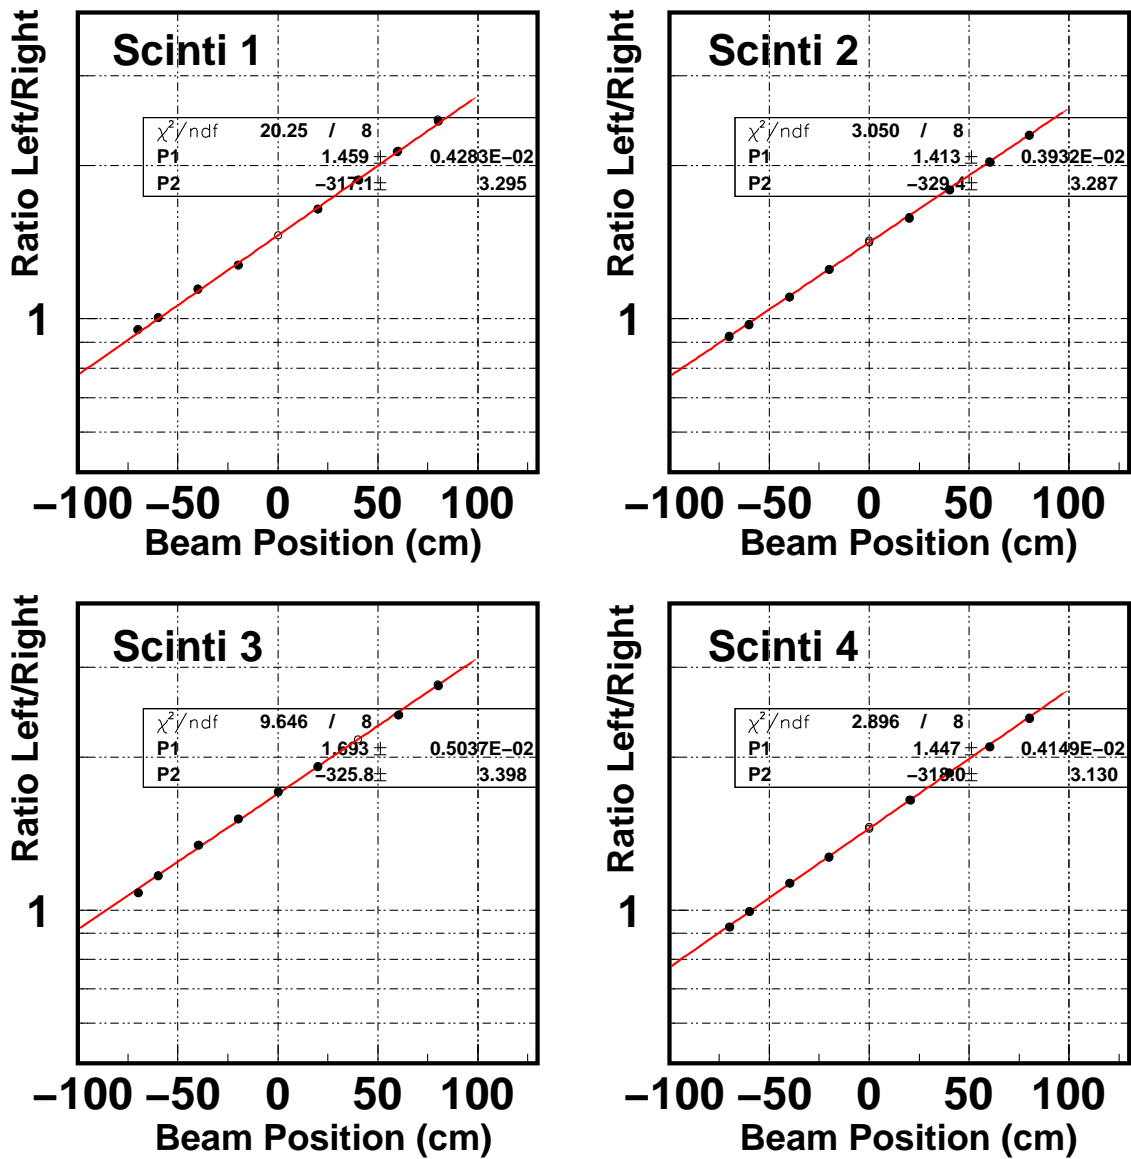 Scinti 1
Ratio Left/Right
χ²/ndf 20.25 / 8
P1 1.459 ± 0.4283E-02
P2 −317.1 ± 3.295
1
−100 −50 0 50 100
Beam Position (cm)
Scinti 2
Ratio Left/Right
χ²/ndf 3.050 / 8
P1 1.413 ± 0.3932E-02
P2 −329.4 ± 3.287
1
−100 −50 0 50 100
Beam Position (cm)
Scinti 3
Ratio Left/Right
χ²/ndf 9.646 / 8
P1 1.693 ± 0.5037E-02
P2 −325.8 ± 3.398
1
−100 −50 0 50 100
Beam Position (cm)
Scinti 4
Ratio Left/Right
χ²/ndf 2.896 / 8
P1 1.447 ± 0.4149E-02
P2 −318.0 ± 3.130
1
−100 −50 0 50 100
Beam Position (cm)